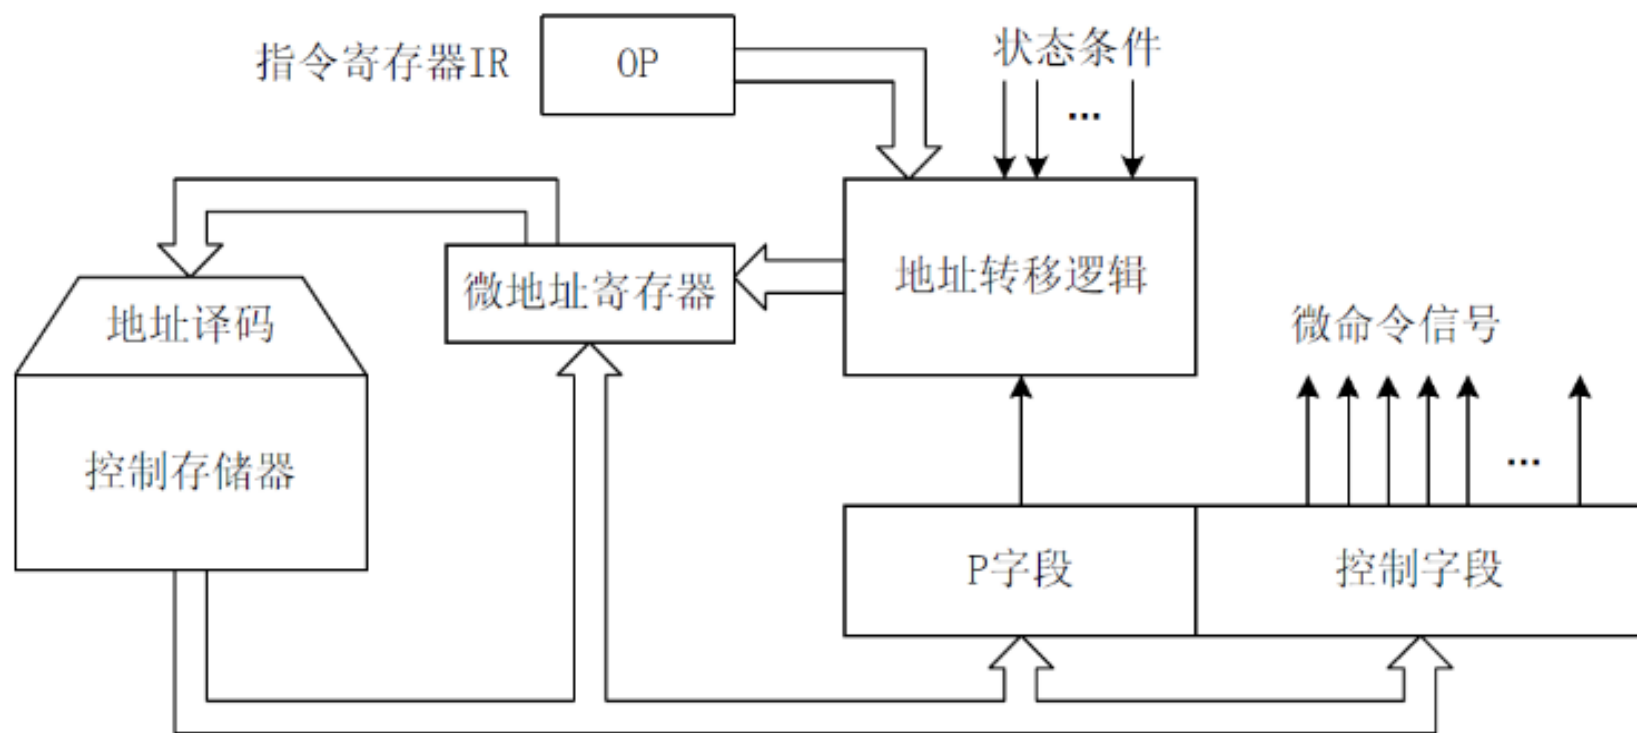 指令寄存器IR
OP
状态条件
...
微地址寄存器
地址转移逻辑
地址译码
微命令信号
控制存储器
...
P字段
控制字段